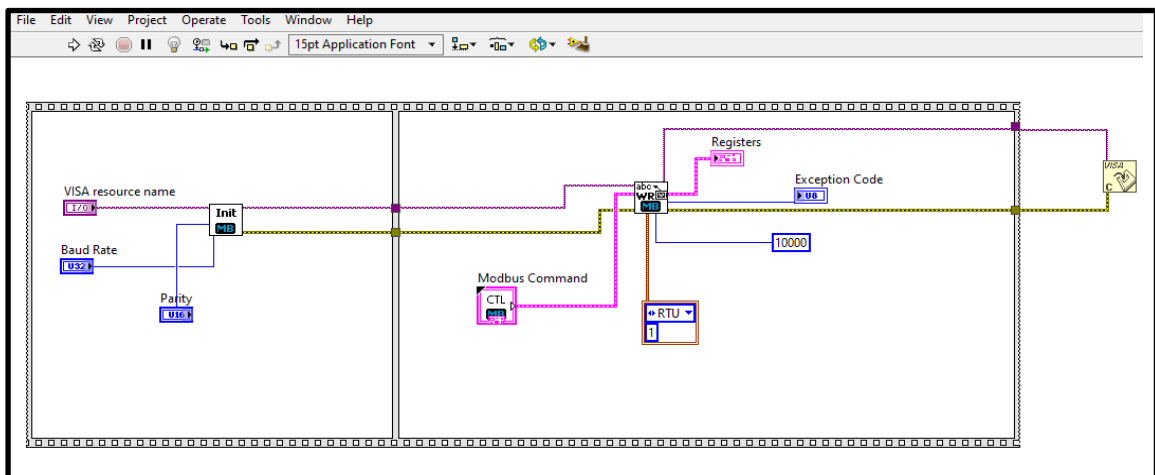 File Edit View Project Operate Tools Window Help
15pt Application Font
Registers
VISA resource name
I/O
Init
MB
abc
WR
MB
Exception Code
U8
VISA
C
Baud Rate
U32
10000
Parity
U16
Modbus Command
CTL
MB
RTU
1